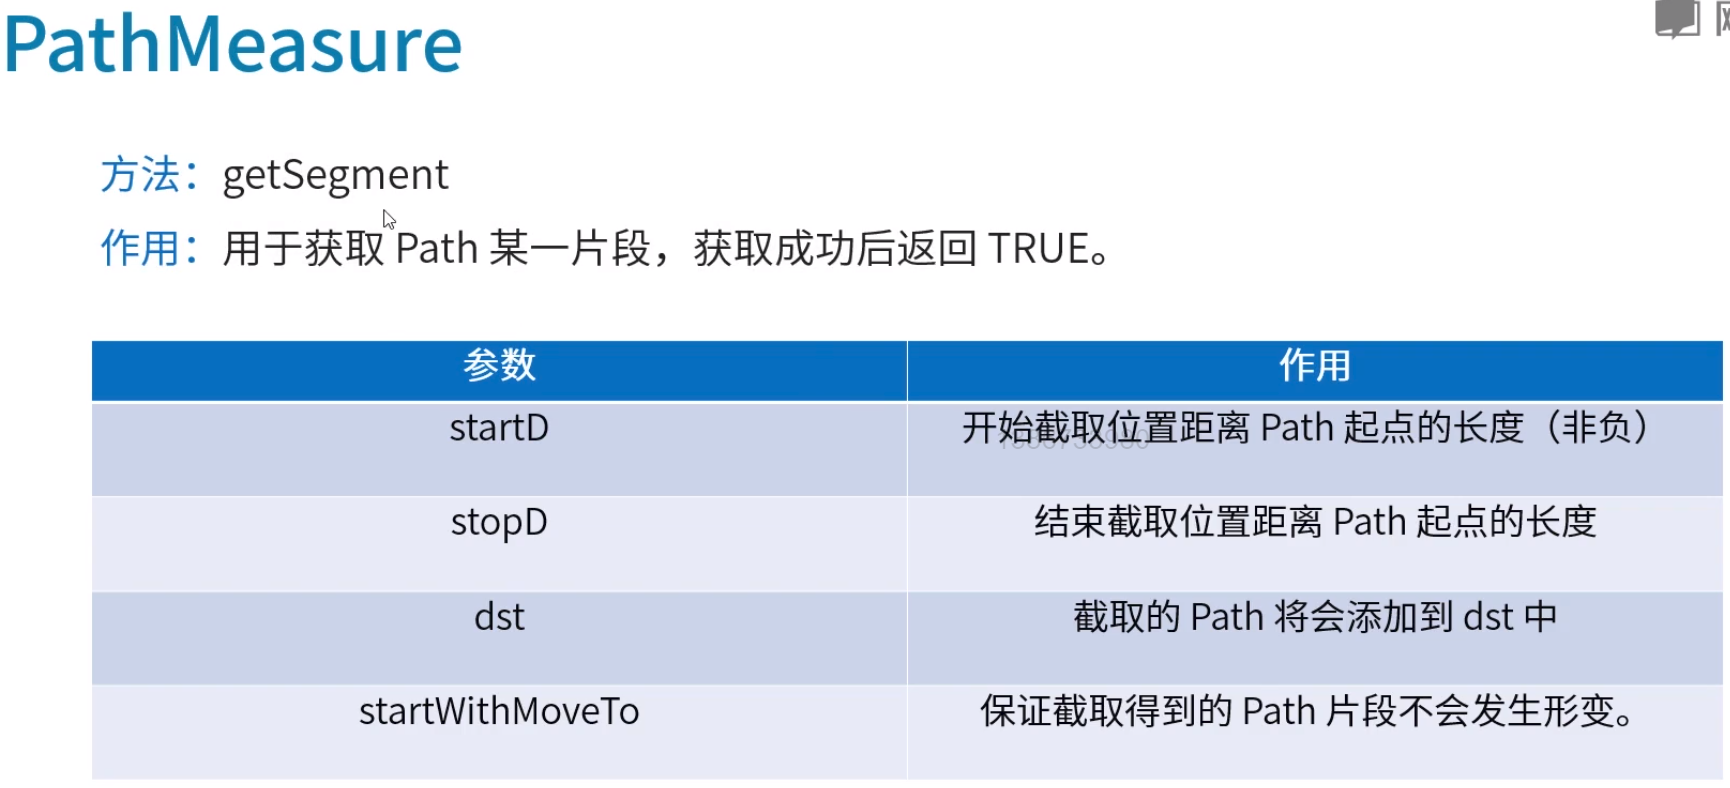 PathMeasure
方法：getSegment
作用：用于获取 Path 某一片段，获取成功后返回 TRUE。
参数 作用
startD 开始截取位置距离 Path 起点的长度（非负）
stopD 结束截取位置距离 Path 起点的长度
dst 截取的 Path 将会添加到 dst 中
startWithMoveTo 保证截取得到的 Path 片段不会发生形变。